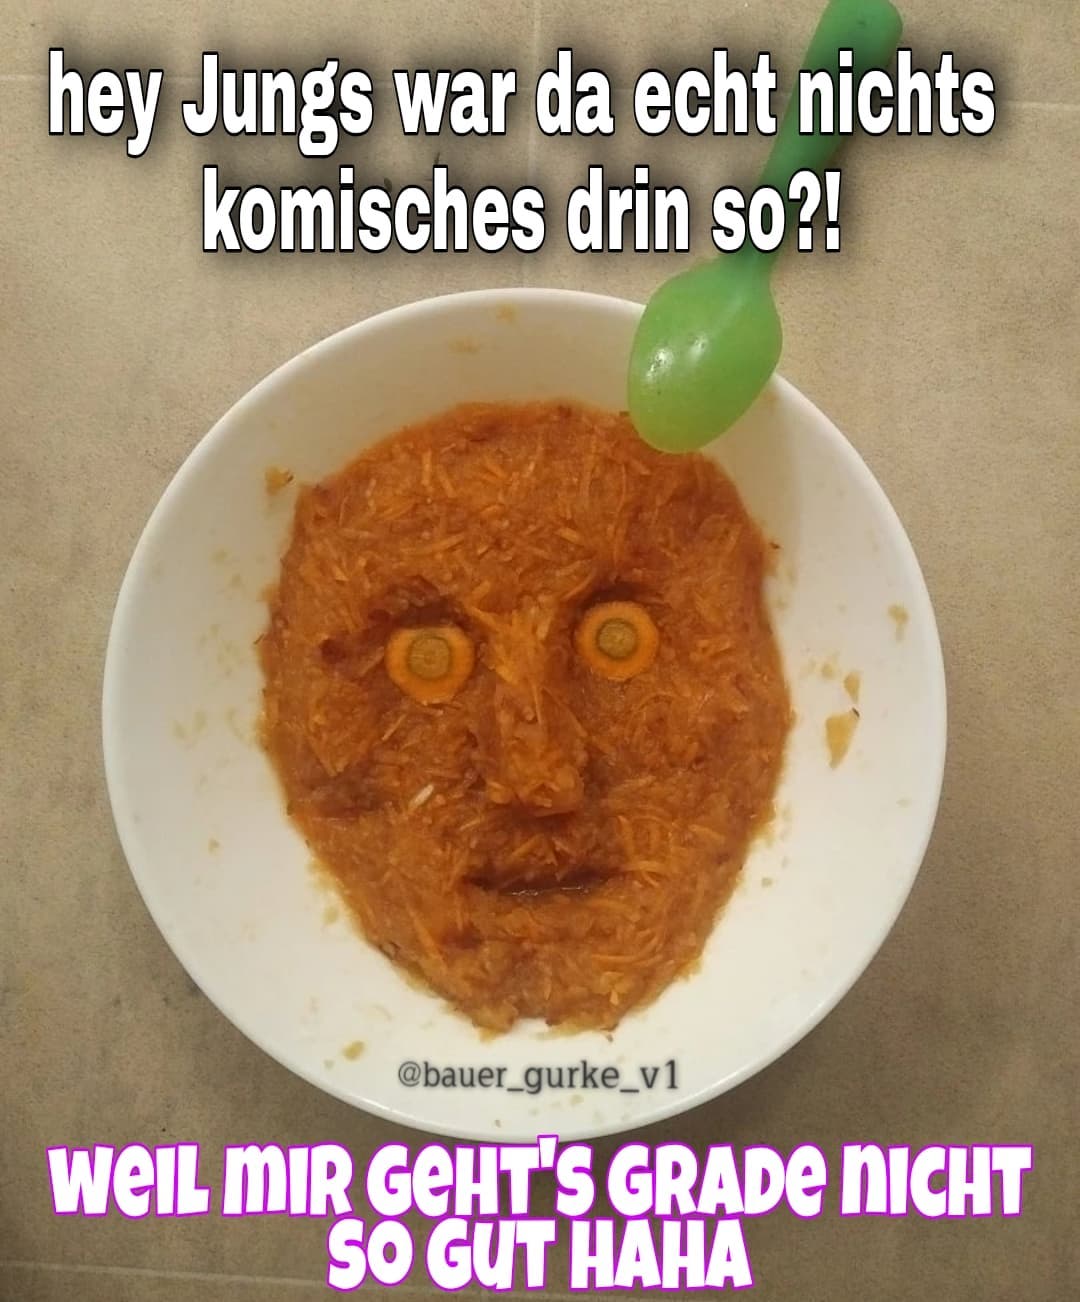 hey Jungs war da echt nichts
komisches drin so?!
@bauer_gurke_v1
weil mir geht's grade nicht
so gut haha